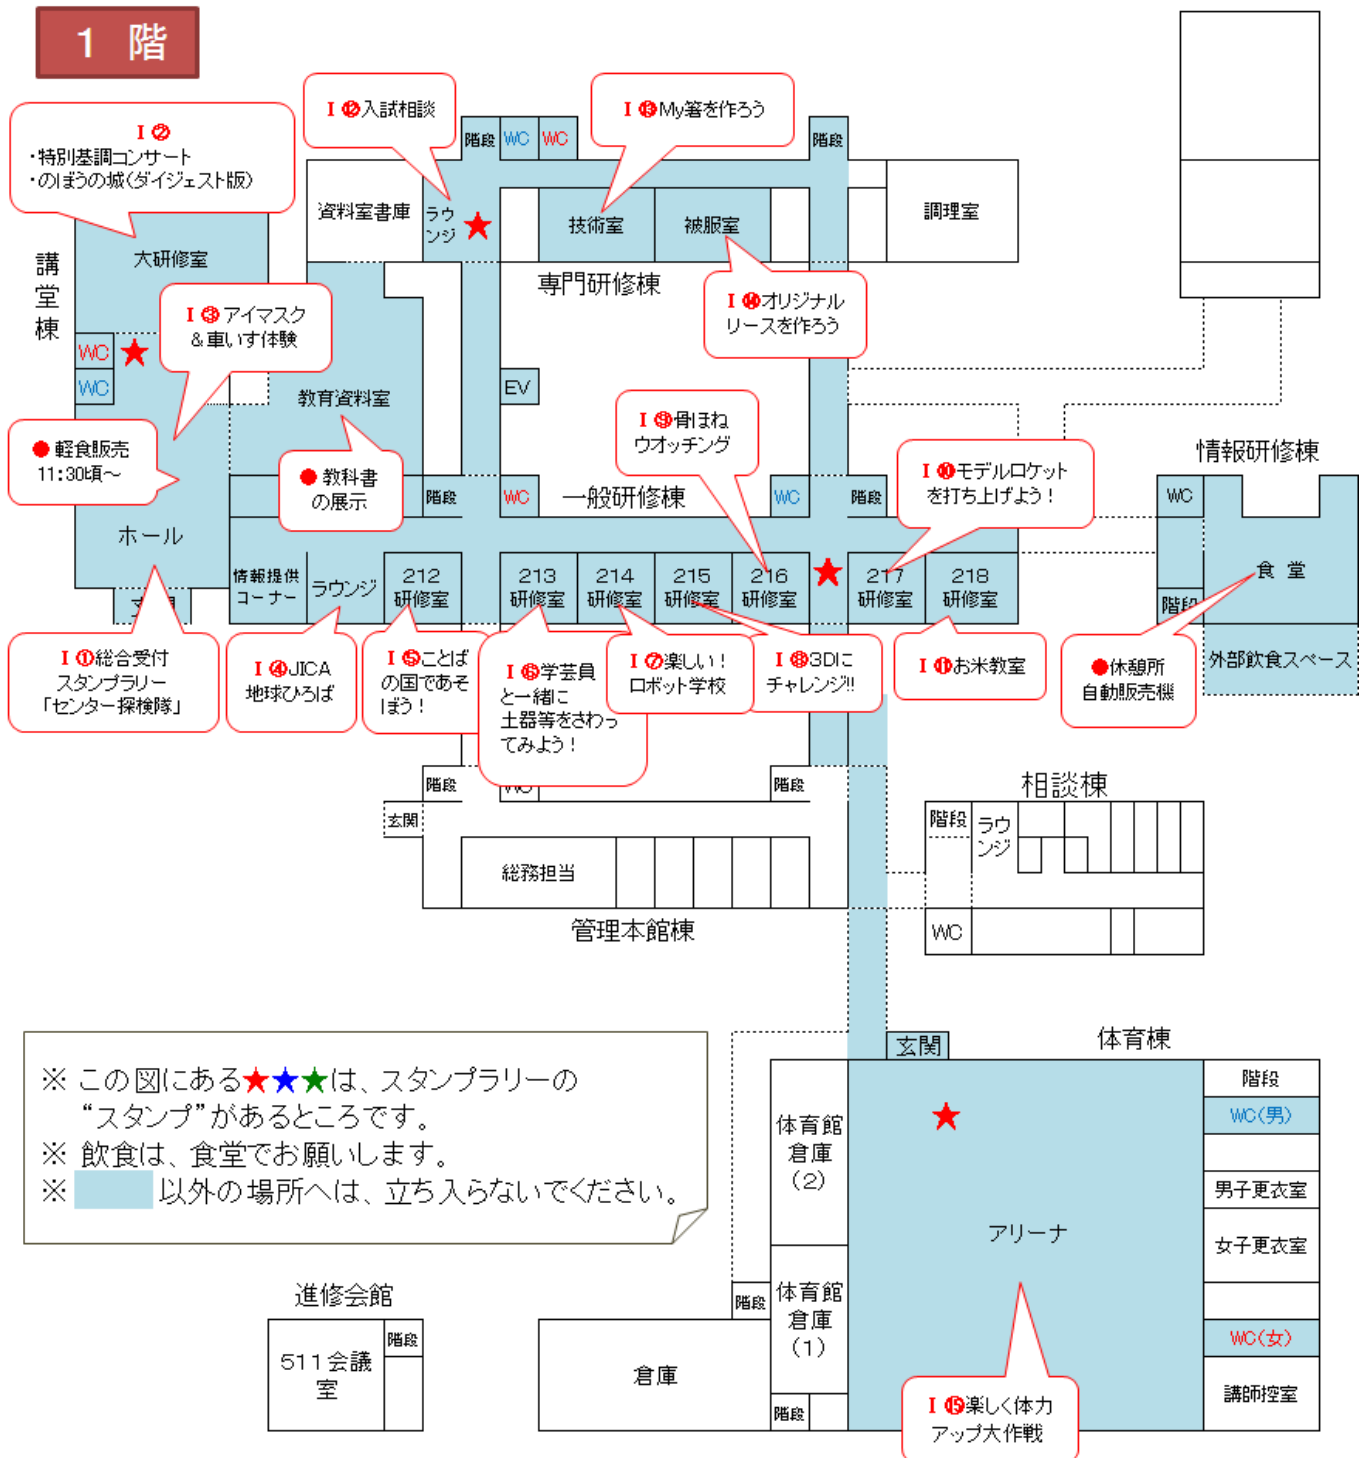 1 階
Ⅰ ②
・特別基調コンサート
・のぼうの城(ダイジェスト版)
Ⅰ ⑫入試相談
Ⅰ ⑬My箸を作ろう
階段
WC
WC
階段
資料室書庫
ラウ
ンジ
技術室
被服室
調理室
専門研修棟
講堂棟
大研修室
Ⅰ ③アイマスク
&車いす体験
Ⅰ ⑭オリジナル
リースを作ろう
WC
WC
EV
教育資料室
● 軽食販売
11:30頃~
● 教科書
の展示
Ⅰ ⑨骨ほね
ウオッチング
Ⅰ ⑩モデルロケット
を打ち上げよう!
情報研修棟
階段
WC
一般研修棟
WC
階段
WC
ホール
情報提供
コーナー
ラウンジ
212
研修室
213
研修室
214
研修室
215
研修室
216
研修室
217
研修室
218
研修室
食 堂
階段
外部飲食スペース
Ⅰ ①総合受付
スタンプラリー
「センター探検隊」
Ⅰ ④JICA
地球ひろば
Ⅰ ⑤ことば
の国であそ
ぼう!
Ⅰ ⑥学芸員
と一緒に
土器等をさわっ
てみよう!
Ⅰ ⑦楽しい!
ロボット学校
Ⅰ ⑧3Dに
チャレンジ!!
Ⅰ ⑪お米教室
●休憩所
自動販売機
階段
WC
階段
玄関
総務担当
管理本館棟
相談棟
階段
ラウ
ンジ
WC
※ この図にある★★★は、スタンプラリーの
“スタンプ”があるところです。
※ 飲食は、食堂でお願いします。
※ 以外の場所へは、立ち入らないでください。
玄関
体育棟
体育館
倉庫
(2)
階段
WC(男)
男子更衣室
女子更衣室
アリーナ
階段
体育館
倉庫
(1)
WC(女)
講師控室
倉庫
階段
Ⅰ ⑮楽しく体力
アップ大作戦
進修会館
511会議
室
階段